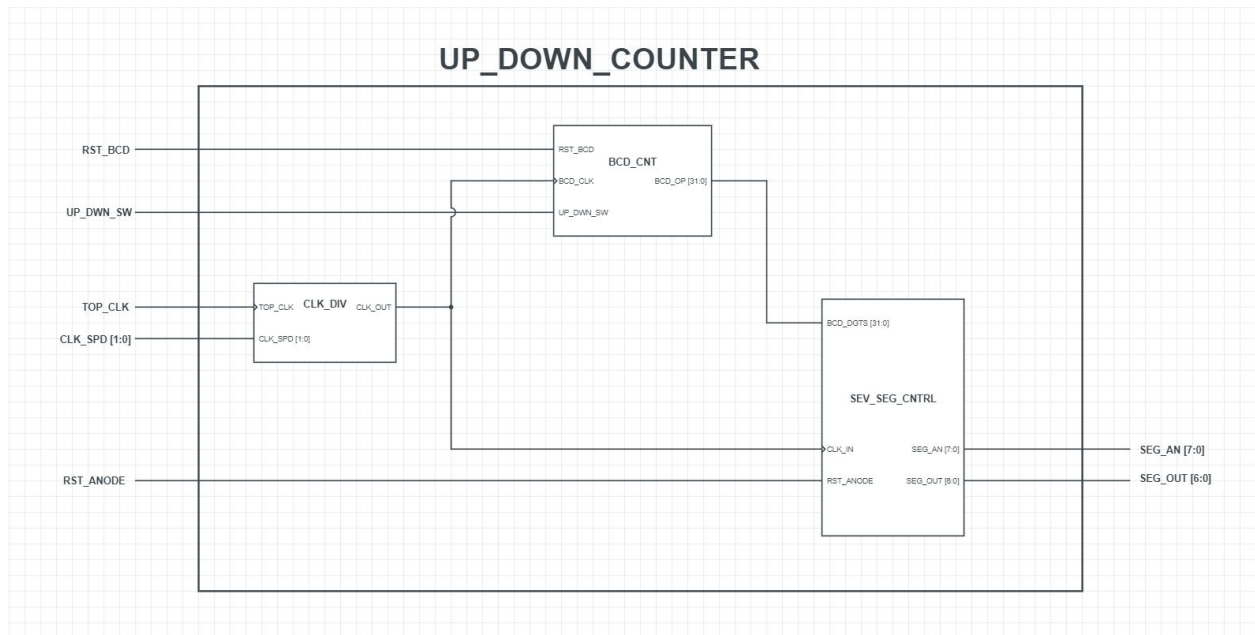 UP_DOWN_COUNTER
RST_BCD
RST_BCD
BCD_CNT
BCD_CLK
BCD_OP [31:0]
UP_DWN_SW
UP_DWN_SW
TOP_CLK
TOP_CLK
CLK_DIV
CLK_OUT
CLK_SPD [1:0]
CLK_SPD [1:0]
BCD_DGTS [31:0]
SEV_SEG_CNTRL
CLK_IN
SEG_AN [7:0]
SEG_AN [7:0]
RST_ANODE
RST_ANODE
SEG_OUT [6:0]
SEG_OUT [6:0]